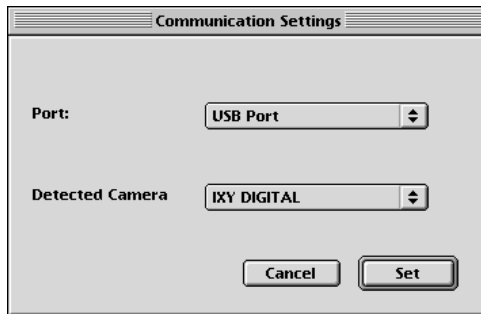 Communication Settings
Port:
USB Port
Detected Camera
IXY DIGITAL
Cancel
Set